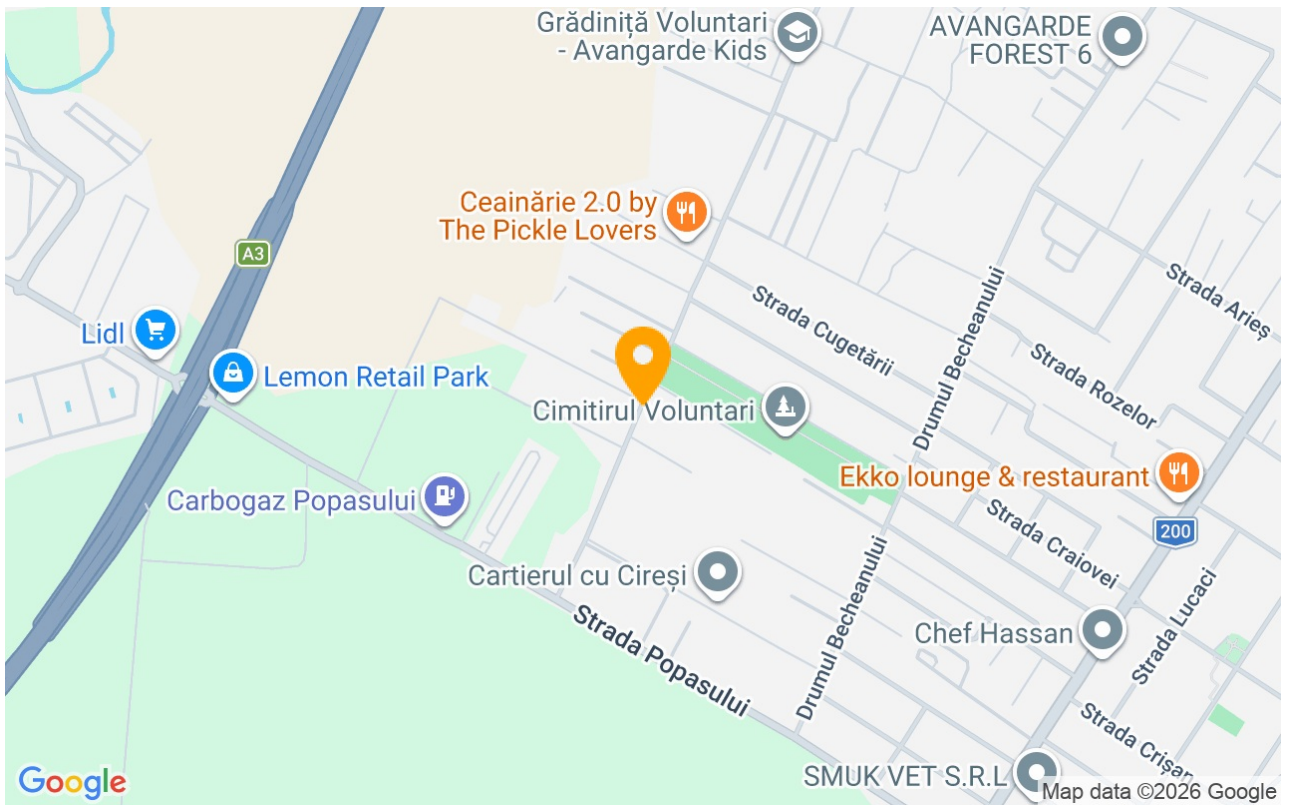 Grădiniță Voluntari
- Avangarde Kids
AVANGARDE
FOREST 6
Ceainărie 2.0 by
The Pickle Lovers
A3
Strada Arieș
Strada Cugetării
Drumul Becheanului
Lidl
Strada Rozelor
Lemon Retail Park
Cimitirul Voluntari
Ekko lounge & restaurant
Carbogaz Popasului
200
Strada Craiovei
Cartierul cu Cireși
Strada Popasului
Drumul Becheanului
Chef Hassan
Strada Lucaci
Strada Crișan
SMUK VET S.R.L
Google
Map data ©2026 Google